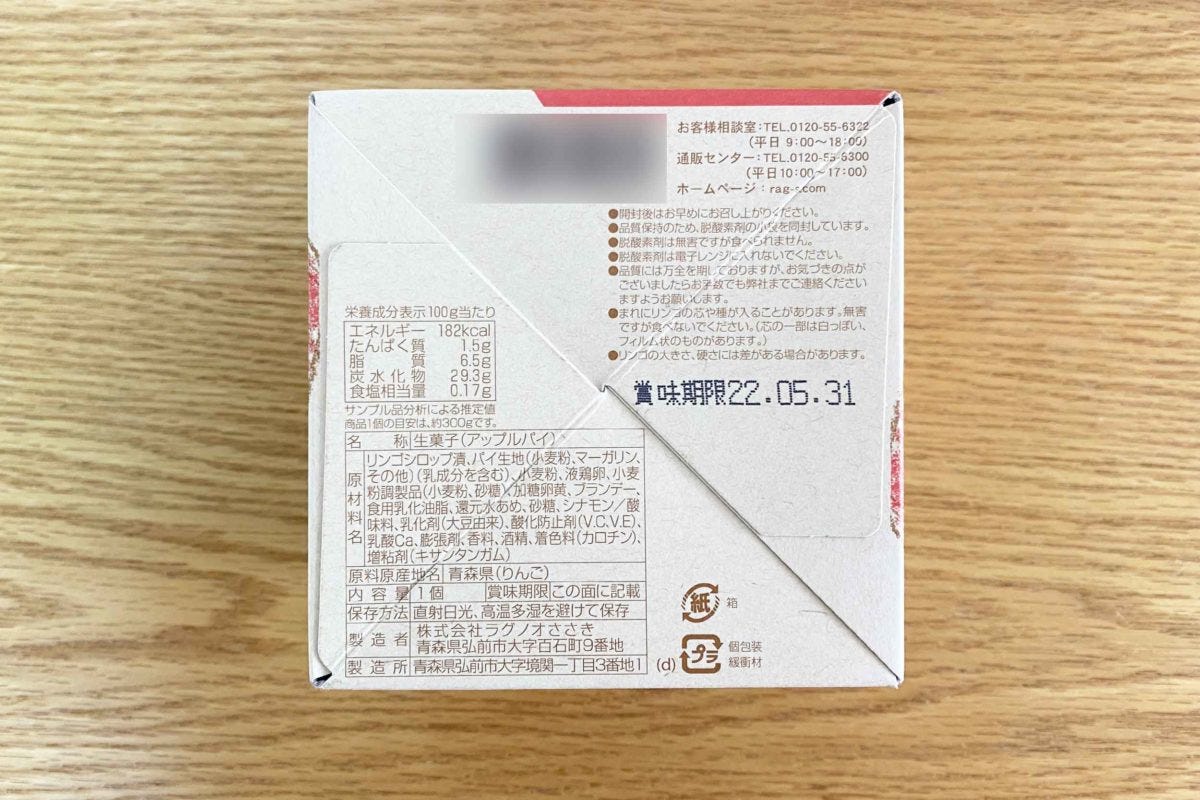 お客様相談室:TEL.0120-55-6322
(平日 9:00〜18:00)
通販センター:TEL.0120-55-6300
(平日10:00〜17:00)
ホームページ:rag-s.com
●開封後はお早めにお召し上がりください。
●品質保持のため、脱酸素剤の小袋を同封しています。
●脱酸素剤は無害ですが食べられません。
●脱酸素剤は電子レンジに入れないでください。
●品質には万全を期しておりますが、お気づきの点が
ございましたらお手数でも弊社までご連絡ください
ますようお願いします。
●まれにリンゴの芯や種が入ることがあります。無害
ですが食べないでください。(芯の一部は白っぽい、
フィルム状のものがあります。)
●リンゴの大きさ、硬さには差がある場合があります。
賞味期限22.05.31
栄養成分表示100g当たり
エネルギー 182kcal
たんぱく質 1.5g
脂質 6.5g
炭水化物 29.3g
食塩相当量 0.17g
サンプル品分析による推定値
商品1個の目安は、約300gです。
名称 生菓子(アップルパイ)
原材料名 リンゴシロップ漬、パイ生地(小麦粉、マーガリン、
その他)(乳成分を含む)、小麦粉、液鶏卵、小麦
粉調製品(小麦粉、砂糖)、加糖卵黄、ブランデー、
食用乳化油脂、還元水あめ、砂糖、シナモン/酸
味料、乳化剤(大豆由来)、酸化防止剤(V.C、V.E)、
乳酸Ca、膨張剤、香料、酒精、着色料(カロチン)、
増粘剤(キサンタンガム)
原料原産地名 青森県(りんご)
内容量 1個 賞味期限 この面に記載
保存方法 直射日光、高温多湿を避けて保存
製造者 株式会社ラグノオささき
青森県弘前市大字百石町9番地
製造所 青森県弘前市大字境関一丁目3番地1 (d)
紙 箱
プラ 個包装
緩衝材